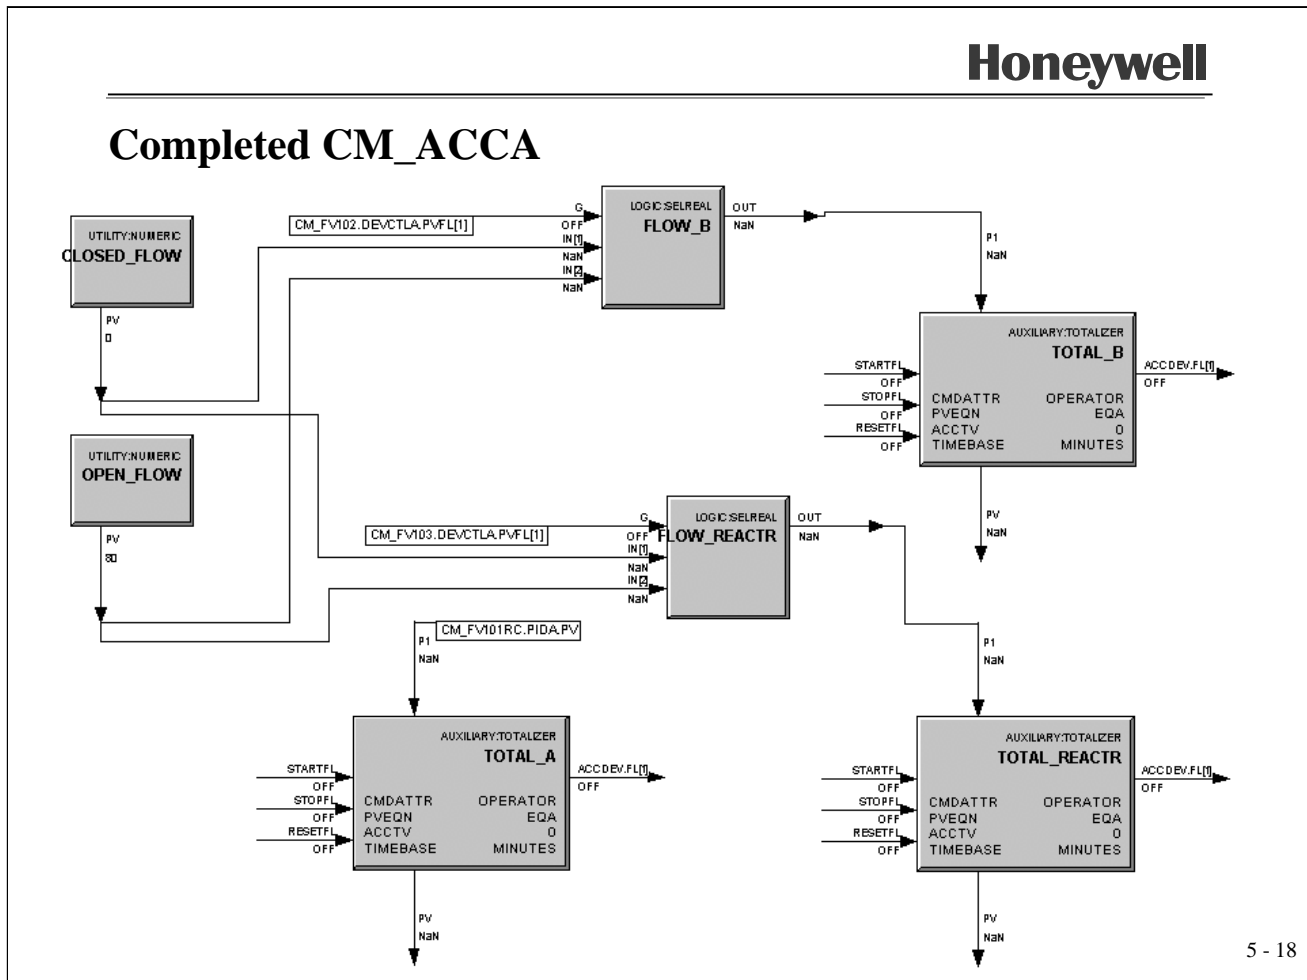 Honeywell
Completed CM_ACCA
UTILITY:NUMERIC
CLOSED_FLOW
PV
0
UTILITY:NUMERIC
OPEN_FLOW
PV
80
CM_FV102.DEVCTLA.PVFL[1]
G
OFF
IN[1]
NaN
IN[2]
NaN
LOGIC:SELREAL
FLOW_B
OUT
NaN
P1
NaN
AUXILIARY:TOTALIZER
TOTAL_B
STARTFL
OFF
STOPFL
OFF
RESETFL
OFF
CMDATTR OPERATOR
PVEQN EQA
ACCTV 0
TIMEBASE MINUTES
ACCDEV.FL[1]
OFF
PV
NaN
CM_FV103.DEVCTLA.PVFL[1]
G
OFF
IN[1]
NaN
IN[2]
NaN
LOGIC:SELREAL
FLOW_REACTR
OUT
NaN
CM_FV101RC.PIDA.PV
P1
NaN
AUXILIARY:TOTALIZER
TOTAL_A
STARTFL
OFF
STOPFL
OFF
RESETFL
OFF
CMDATTR OPERATOR
PVEQN EQA
ACCTV 0
TIMEBASE MINUTES
ACCDEV.FL[1]
OFF
PV
NaN
P1
NaN
AUXILIARY:TOTALIZER
TOTAL_REACTR
STARTFL
OFF
STOPFL
OFF
RESETFL
OFF
CMDATTR OPERATOR
PVEQN EQA
ACCTV 0
TIMEBASE MINUTES
ACCDEV.FL[1]
OFF
PV
NaN
5 - 18